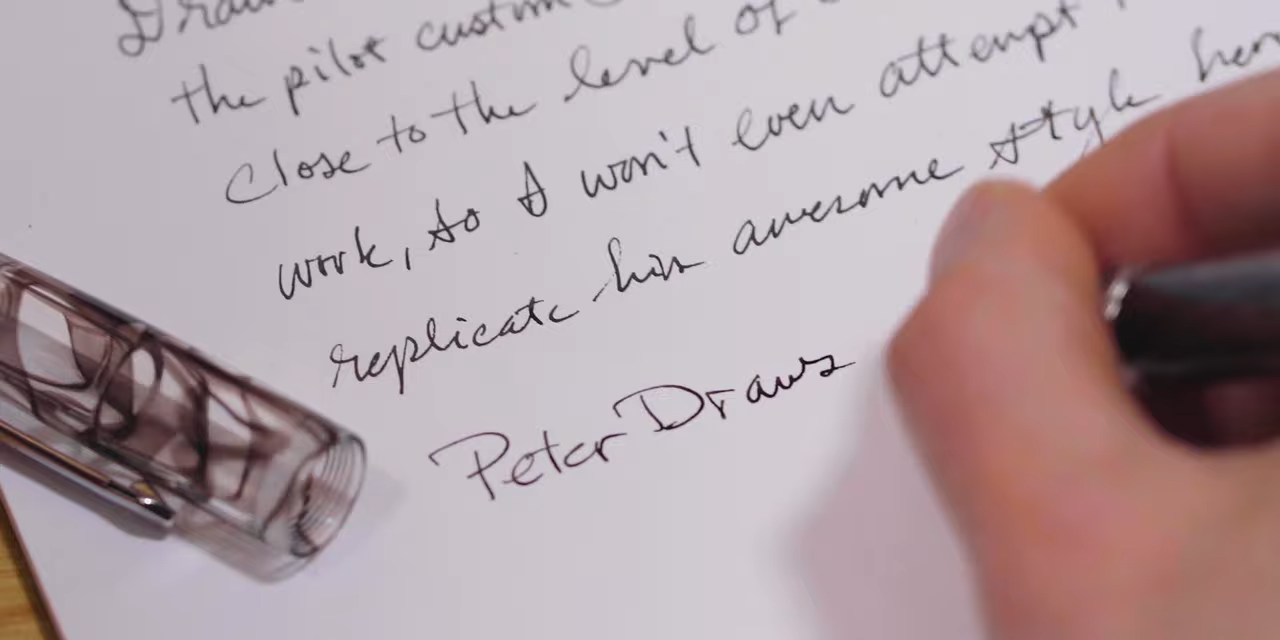 Draw
the pilot custom
Close to the level of
work, so I won't even attempt
replicate his awesome style here
Peter Draws